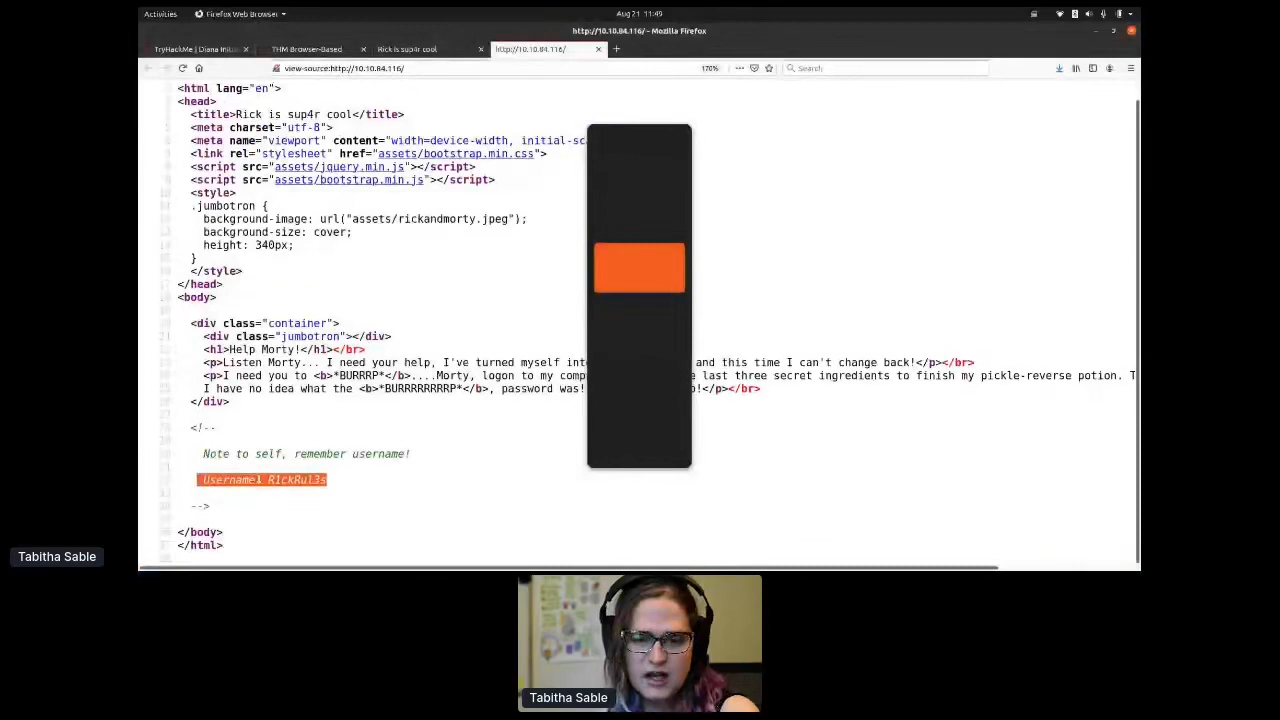 Activities
Firefox Web Browser
Aug 21 11:49
http://10.10.84.116/ - Mozilla Firefox
TryHackMe | Diana Initia
THM Browser-Based
Rick is sup4r cool
http://10.10.84.116/
view-source:http://10.10.84.116/
170%
Search
<html lang="en">
<head>
<title>Rick is sup4r cool</title>
<meta charset="utf-8">
<meta name="viewport" content="width=device-width, initial-sc
<link rel="stylesheet" href="assets/bootstrap.min.css">
<script src="assets/jquery.min.js"></script>
<script src="assets/bootstrap.min.js"></script>
<style>
.jumbotron {
background-image: url("assets/rickandmorty.jpeg");
background-size: cover;
height: 340px;
}
</style>
</head>
<body>
<div class="container">
<div class="jumbotron"></div>
<h1>Help Morty!</h1></br>
<p>Listen Morty... I need your help, I've turned myself int and this time I can't change back!</p></br>
<p>I need you to <b>*BURRRP*</b>....Morty, logon to my comp last three secret ingredients to finish my pickle-reverse potion. T
I have no idea what the <b>*BURRRRRRRRP*</b>, password was! !</p></br>
</div>
<!--
Note to self, remember username!
Username: R1ckRul3s
-->
</body>
</html>
Tabitha Sable
Tabitha Sable